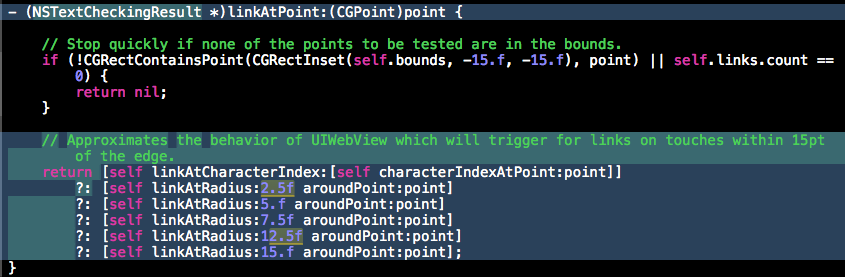 - (NSTextCheckingResult *)linkAtPoint:(CGPoint)point {
// Stop quickly if none of the points to be tested are in the bounds.
if (!CGRectContainsPoint(CGRectInset(self.bounds, -15.f, -15.f), point) || self.links.count ==
0) {
return nil;
}
// Approximates the behavior of UIWebView which will trigger for links on touches within 15pt
of the edge.
return [self linkAtCharacterIndex:[self characterIndexAtPoint:point]]
?: [self linkAtRadius:2.5f aroundPoint:point]
?: [self linkAtRadius:5.f aroundPoint:point]
?: [self linkAtRadius:7.5f aroundPoint:point]
?: [self linkAtRadius:12.5f aroundPoint:point]
?: [self linkAtRadius:15.f aroundPoint:point];
}